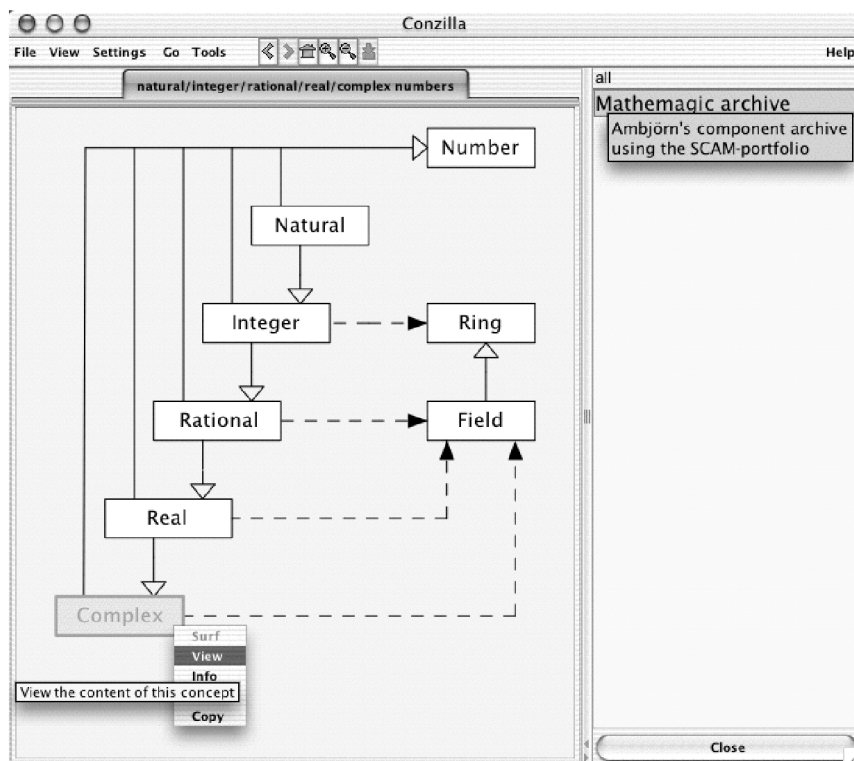 Conzilla
File View Settings Go Tools Help
natural/integer/rational/real/complex numbers
all
Mathemagic archive
Ambjörn's component archive
using the SCAM-portfolio
Number
Natural
Integer
Ring
Rational
Field
Real
Complex
Surf
View
Info
View the content of this concept
Copy
Close